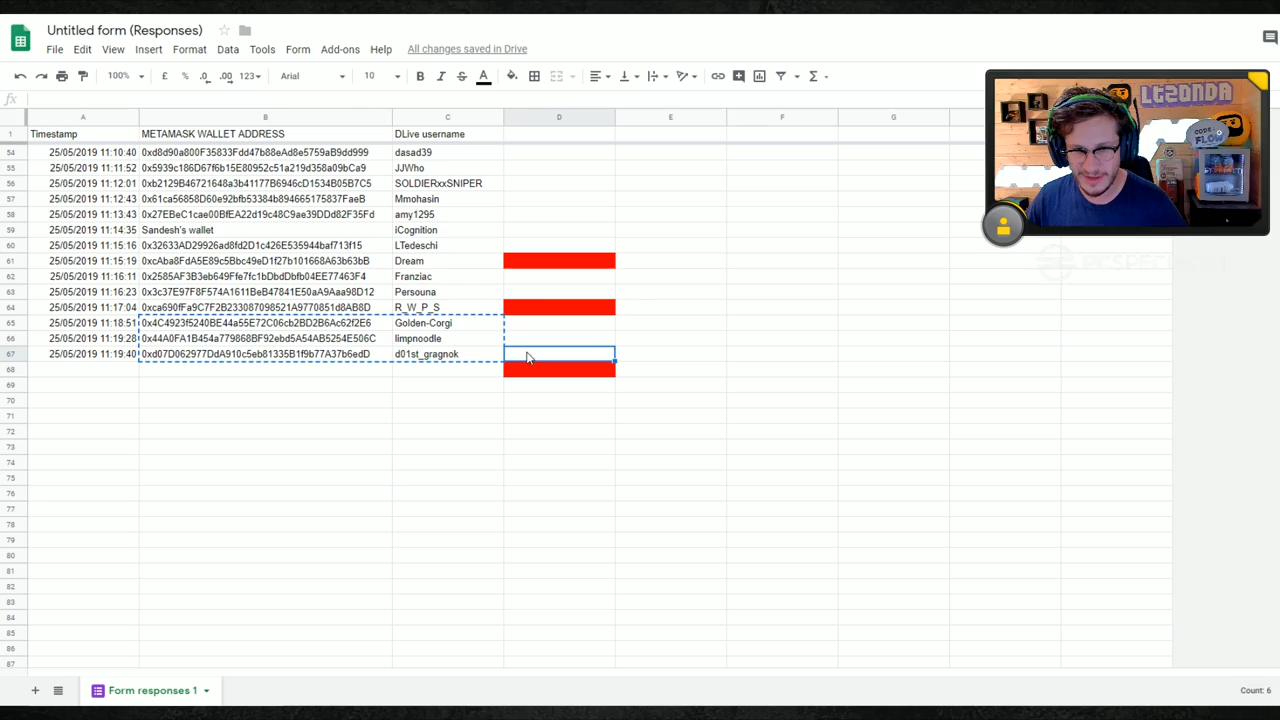 Untitled form (Responses)
File Edit View Insert Format Data Tools Form Add-ons Help All changes saved in Drive
100% £ % .0 .00 123 Arial 10 B I S A
fx
A B C D E F G
1 Timestamp METAMASK WALLET ADDRESS DLive username
54 25/05/2019 11:10:40 0xd8d90a800F35833Fdd47b88eAd8e5759aB9dd999 dasad39
55 25/05/2019 11:11:52 0x5939c186D67f6b15E80952c51a219d358a09bCa9 JJWho
56 25/05/2019 11:12:01 0xb2129B46721648a3b41177B6946cD1534B05B7C5 SOLDIERxxSNIPER
57 25/05/2019 11:12:43 0x61ca56858D60e92bfb53384b894665175837FaeB Mmohasin
58 25/05/2019 11:13:43 0x27EBeC1cae00BfEA22d19c48C9ae39DDd82F35Fd amy1295
59 25/05/2019 11:14:35 Sandesh's wallet iCognition
60 25/05/2019 11:15:16 0x32633AD29926ad8fd2D1c426E535944baf713f15 LTedeschi
61 25/05/2019 11:15:19 0xcAba8FdA5E89c5Bbc49eD1f27b101668A63b63bB Dream
62 25/05/2019 11:16:11 0x2585AF3B3eb649Ffe7fc1bDbdDbfb04EE77463F4 Franziac
63 25/05/2019 11:16:23 0x3c37E97F8F574A1611BeB47841E50aA9Aaa98D12 Persouna
64 25/05/2019 11:17:04 0xca690fFa9C7F2B233087098521A9770851d8AB8D R_W_P_S
65 25/05/2019 11:18:51 0x4C4923f5240BE44a55E72C06cb2BD2B6Ac62f2E6 Golden-Corgi
66 25/05/2019 11:19:28 0x44A0FA1B454a779868BF92ebd5A54AB5254E506C limpnoodle
67 25/05/2019 11:19:40 0xd07D062977DdA910c5eb81335B1f9b77A37b6edD d01st_gragnok
68
69
70
71
72
73
74
75
76
77
78
79
80
81
82
83
84
85
86
87
LTZONDA
CODE FLOW
PCSPECIALIST
Form responses 1
Count: 6